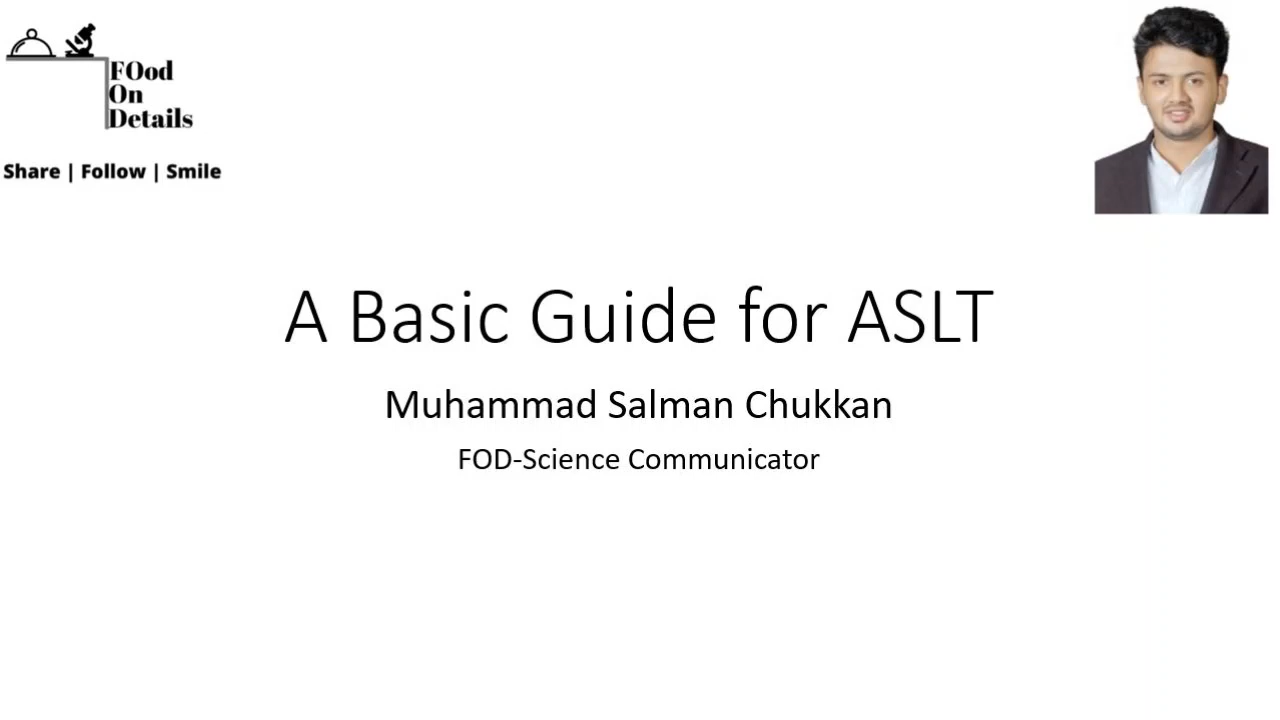 FOod
On
Details
Share | Follow | Smile
A Basic Guide for ASLT
Muhammad Salman Chukkan
FOD-Science Communicator